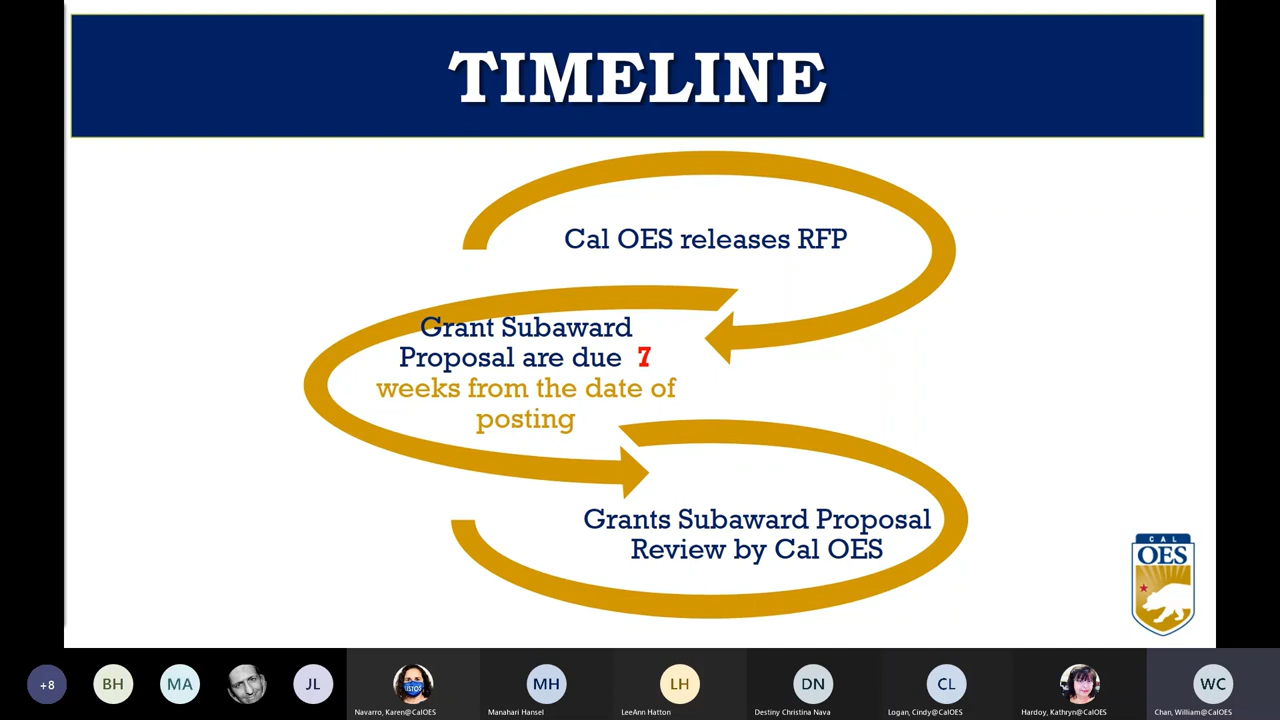 TIMELINE
Cal OES releases RFP
Grant Subaward
Proposal are due 7
weeks from the date of
posting
Grants Subaward Proposal
Review by Cal OES
CAL
OES
+8
BH
MA
JL
Navarro, Karen@CalOES
MH
Manahari Hansel
LH
LeeAnn Hatton
DN
Destiny Christina Nava
CL
Logan, Cindy@CalOES
Hardoy, Kathryn@CalOES
WC
Chan, William@CalOES